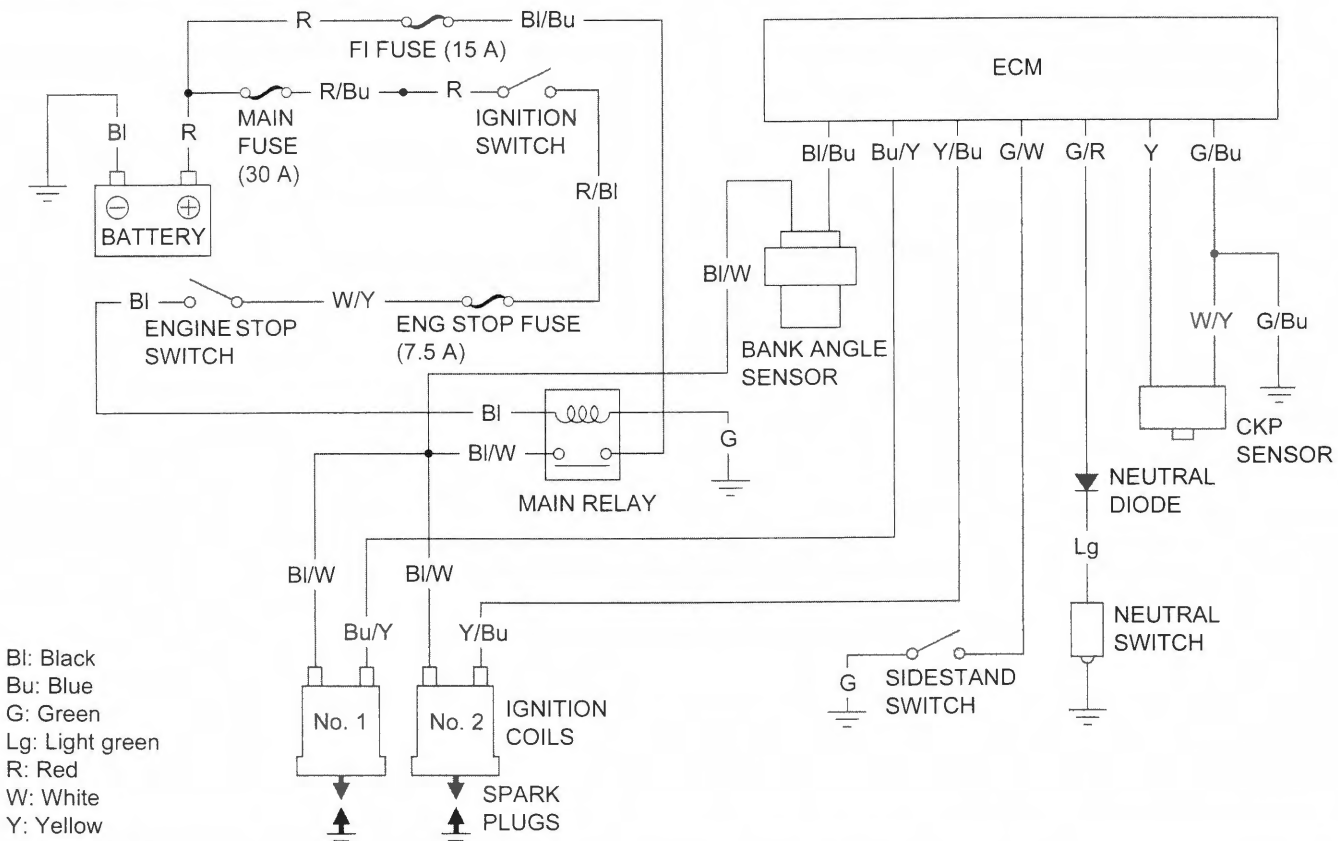 R
Bl/Bu
FI FUSE (15 A)
ECM
R/Bu
R
MAIN
FUSE
(30 A)
IGNITION
SWITCH
Bl
R
Bl/Bu
Bu/Y
Y/Bu
G/W
G/R
Y
G/Bu
R/Bl
BATTERY
Bl/W
Bl
W/Y
ENGINE STOP
SWITCH
ENG STOP FUSE
(7.5 A)
BANK ANGLE
SENSOR
W/Y
G/Bu
Bl
Bl/W
G
MAIN RELAY
CKP
SENSOR
NEUTRAL
DIODE
Bl/W
Bl/W
Lg
Bu/Y
Y/Bu
NEUTRAL
SWITCH
G
SIDESTAND
SWITCH
No. 1
No. 2
IGNITION
COILS
SPARK
PLUGS
Bl: Black
Bu: Blue
G: Green
Lg: Light green
R: Red
W: White
Y: Yellow